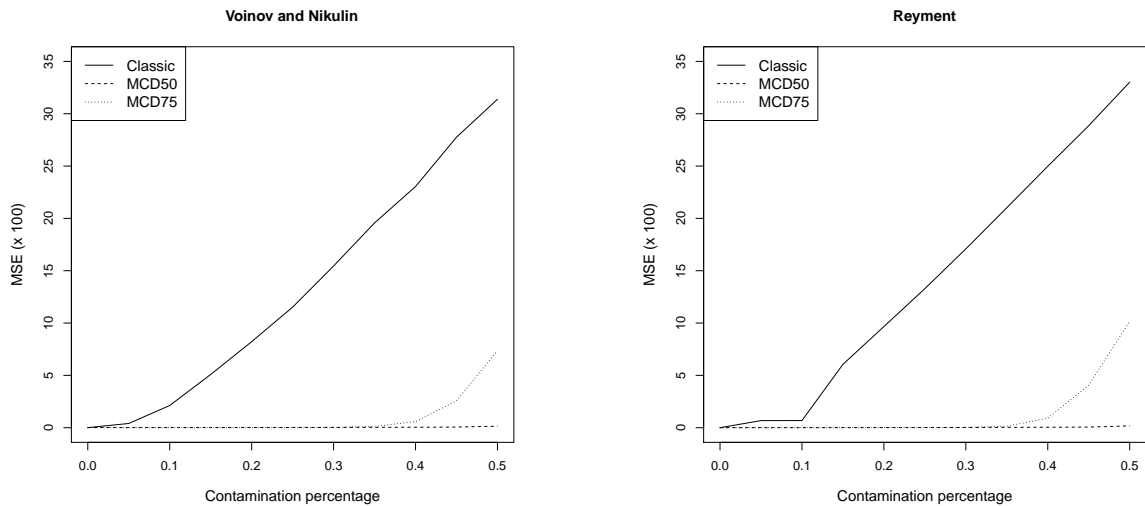 Voinov and Nikulin
Classic
MCD50
MCD75
35
30
25
20
15
10
5
0
MSE (x 100)
0.0 0.1 0.2 0.3 0.4 0.5
Contamination percentage
Reyment
Classic
MCD50
MCD75
35
30
25
20
15
10
5
0
MSE (x 100)
0.0 0.1 0.2 0.3 0.4 0.5
Contamination percentage